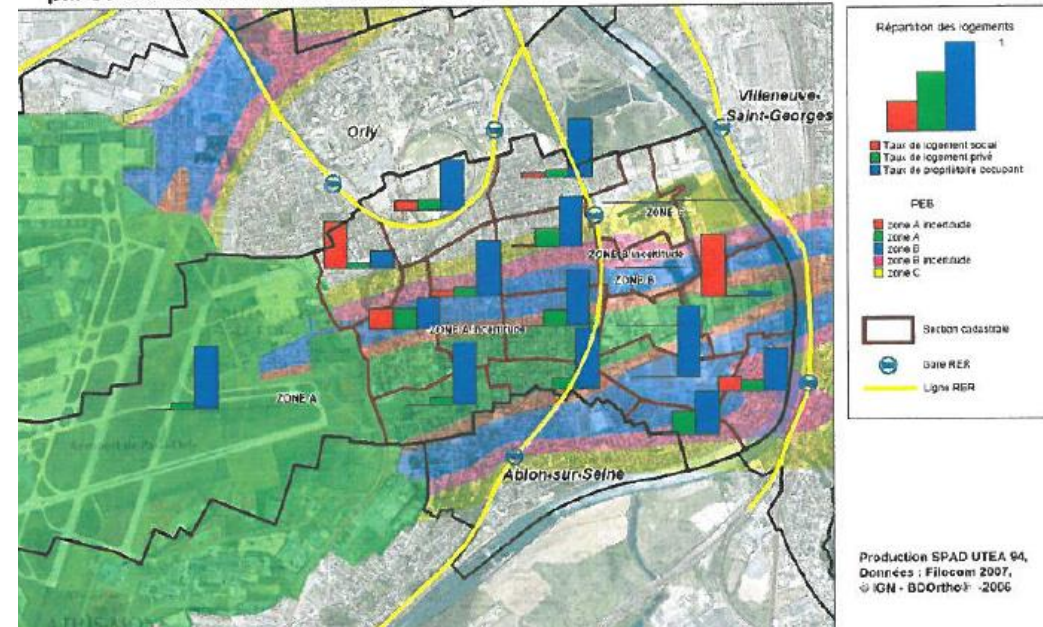 Répartition des logements
1
Taux de logement social
Taux de logement privé
Taux de propriétaire occupant
PEB
zone A incertitude
zone A
zone B
zone B incertitude
zone C
Section cadastrale
Gare RER
Ligne RER
Villeneuve-
Saint-Georges
Orly
ZONE C
ZONE B incertitude
ZONE B
ZONE A incertitude
ZONE A
Ablon-sur-Seine
Production SPAD UTEA 94,
Données : Filocom 2007,
© IGN - BDOrtho® -2006